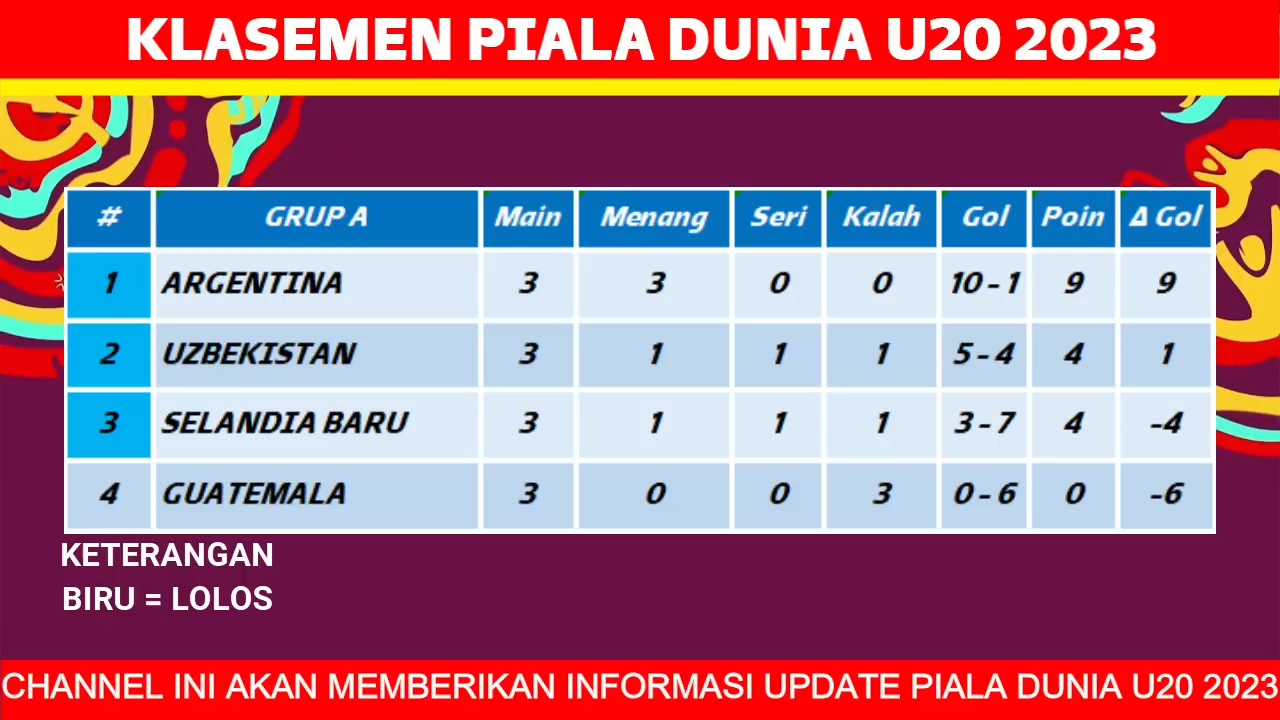 KLASEMEN PIALA DUNIA U20 2023
# GRUP A Main Menang Seri Kalah Gol Poin Δ Gol
1 ARGENTINA 3 3 0 0 10 - 1 9 9
2 UZBEKISTAN 3 1 1 1 5 - 4 4 1
3 SELANDIA BARU 3 1 1 1 3 - 7 4 -4
4 GUATEMALA 3 0 0 3 0 - 6 0 -6
KETERANGAN
BIRU = LOLOS
CHANNEL INI AKAN MEMBERIKAN INFORMASI UPDATE PIALA DUNIA U20 2023